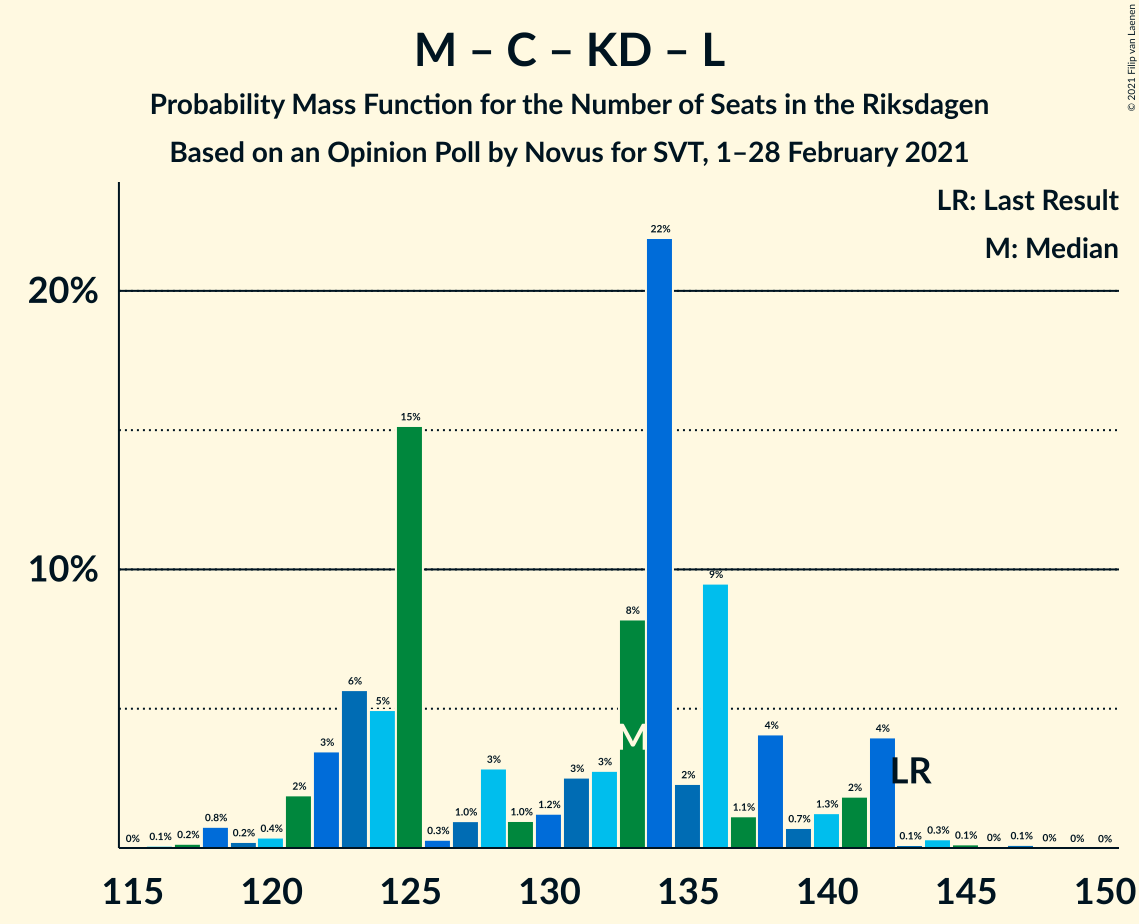 M – C – KD – L
Probability Mass Function for the Number of Seats in the Riksdagen
Based on an Opinion Poll by Novus for SVT, 1–28 February 2021
© 2021 Filip van Laenen
LR: Last Result
M: Median
20%
10%
0% 0.1% 0.2% 0.8% 0.2% 0.4% 2% 3% 6% 5% 15% 0.3% 1.0% 3% 1.0% 1.2% 3% 3% 8% 22% 2% 9% 1.1% 4% 0.7% 1.3% 2% 4% 0.1% 0.3% 0.1% 0% 0.1% 0% 0% 0%
M
LR
115 120 125 130 135 140 145 150